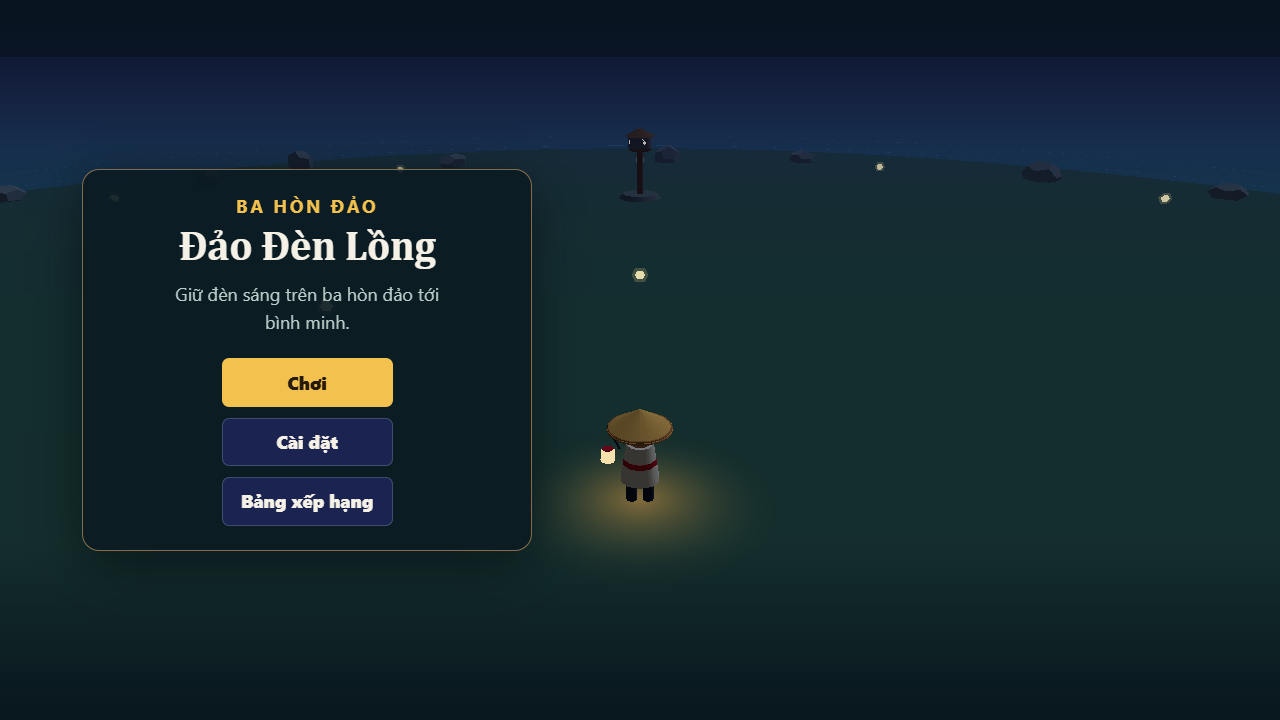 BA HÒN ĐẢO
Đảo Đèn Lồng
Giữ đèn sáng trên ba hòn đảo tới
bình minh.
Chơi
Cài đặt
Bảng xếp hạng